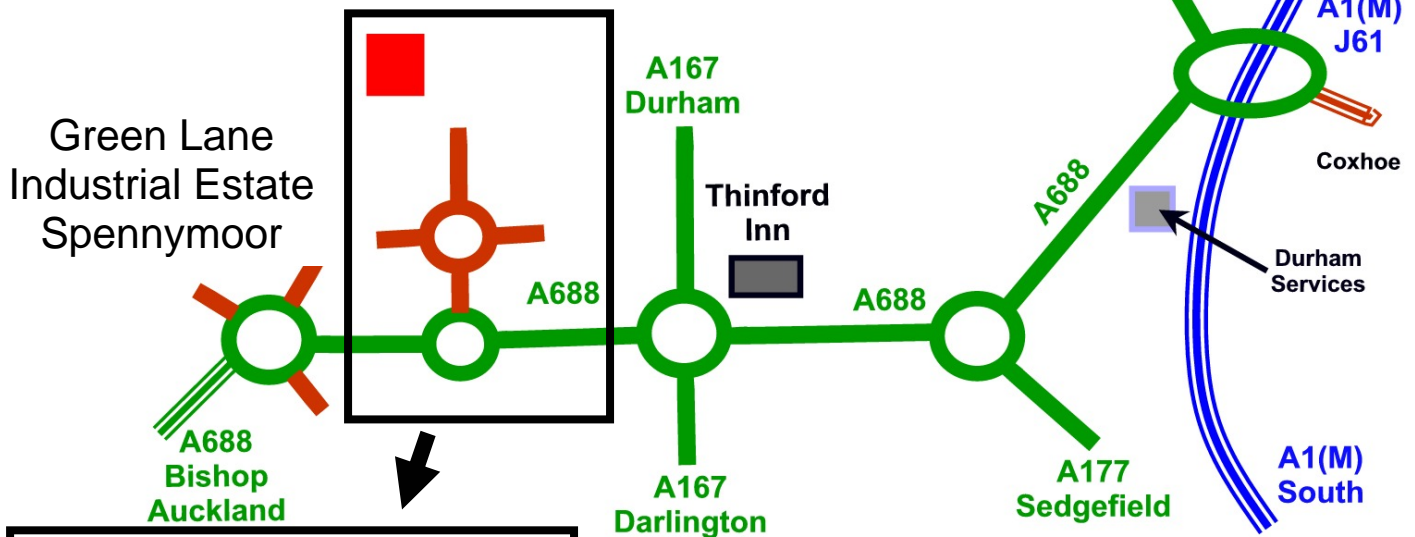 A1(M)
J61
A167
Durham
Green Lane
Industrial Estate
Spennymoor
Coxhoe
A688
Thinford
Inn
Durham
Services
A688
A688
A688
Bishop
Auckland
A167
Darlington
A177
Sedgefield
A1(M)
South